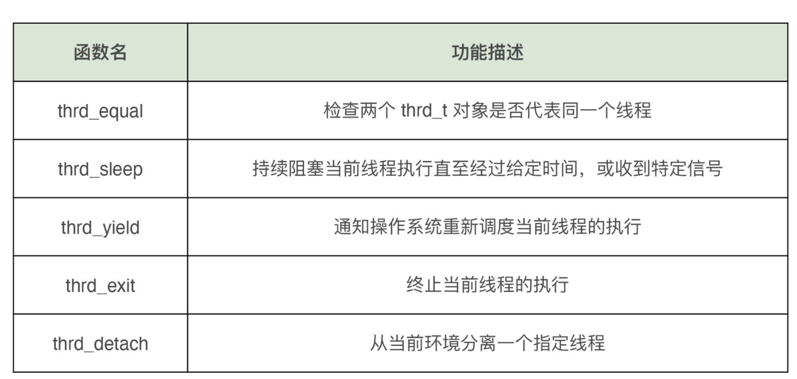 函数名 功能描述
thrd_equal 检查两个 thrd_t 对象是否代表同一个线程
thrd_sleep 持续阻塞当前线程执行直至经过给定时间，或收到特定信号
thrd_yield 通知操作系统重新调度当前线程的执行
thrd_exit 终止当前线程的执行
thrd_detach 从当前环境分离一个指定线程